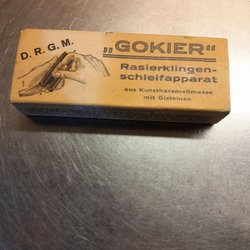 D. R. G. M.
„GOKIER“
Rasierklingen-
schleifapparat
aus Kunstharzpreßmasse
mit Ölsteinen